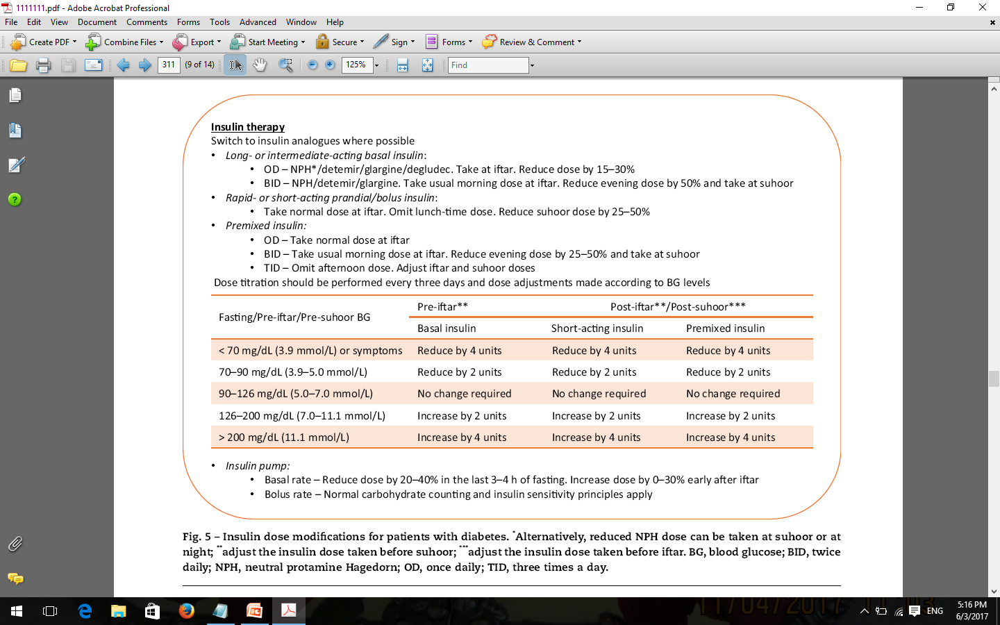 1111111.pdf - Adobe Acrobat Professional
File Edit View Document Comments Forms Tools Advanced Window Help
Create PDF Combine Files Export Start Meeting Secure Sign Forms Review & Comment
311 (9 of 14) 125% Find
Insulin therapy
Switch to insulin analogues where possible
• Long- or intermediate-acting basal insulin:
• OD – NPH*/detemir/glargine/degludec. Take at iftar. Reduce dose by 15–30%
• BID – NPH/detemir/glargine. Take usual morning dose at iftar. Reduce evening dose by 50% and take at suhoor
• Rapid- or short-acting prandial/bolus insulin:
• Take normal dose at iftar. Omit lunch-time dose. Reduce suhoor dose by 25–50%
• Premixed insulin:
• OD – Take normal dose at iftar
• BID – Take usual morning dose at iftar. Reduce evening dose by 25–50% and take at suhoor
• TID – Omit afternoon dose. Adjust iftar and suhoor doses
Dose titration should be performed every three days and dose adjustments made according to BG levels
Pre-iftar** Post-iftar**/Post-suhoor***
Fasting/Pre-iftar/Pre-suhoor BG
Basal insulin Short-acting insulin Premixed insulin
< 70 mg/dL (3.9 mmol/L) or symptoms Reduce by 4 units Reduce by 4 units Reduce by 4 units
70–90 mg/dL (3.9–5.0 mmol/L) Reduce by 2 units Reduce by 2 units Reduce by 2 units
90–126 mg/dL (5.0–7.0 mmol/L) No change required No change required No change required
126–200 mg/dL (7.0–11.1 mmol/L) Increase by 2 units Increase by 2 units Increase by 2 units
> 200 mg/dL (11.1 mmol/L) Increase by 4 units Increase by 4 units Increase by 4 units
• Insulin pump:
• Basal rate – Reduce dose by 20–40% in the last 3–4 h of fasting. Increase dose by 0–30% early after iftar
• Bolus rate – Normal carbohydrate counting and insulin sensitivity principles apply
Fig. 5 – Insulin dose modifications for patients with diabetes. *Alternatively, reduced NPH dose can be taken at suhoor or at
night; **adjust the insulin dose taken before suhoor; ***adjust the insulin dose taken before iftar. BG, blood glucose; BID, twice
daily; NPH, neutral protamine Hagedorn; OD, once daily; TID, three times a day.
11/04/2017
ENG
5:16 PM
6/3/2017